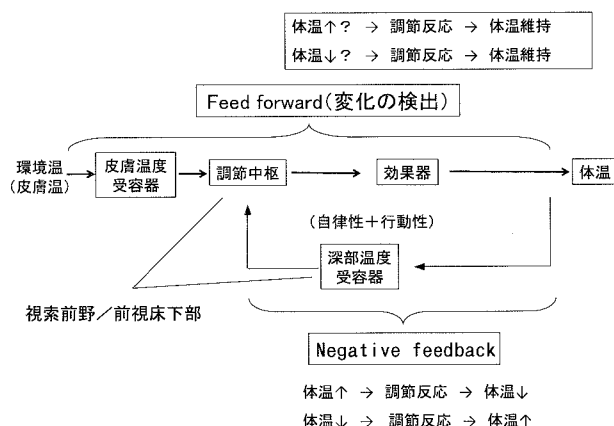 体温↑? → 調節反応 → 体温維持
体温↓? → 調節反応 → 体温維持
Feed forward(変化の検出)
環境温
(皮膚温)
皮膚温度
受容器
調節中枢
効果器
体温
(自律性+行動性)
深部温度
受容器
視索前野/前視床下部
Negative feedback
体温↑ → 調節反応 → 体温↓
体温↓ → 調節反応 → 体温↑